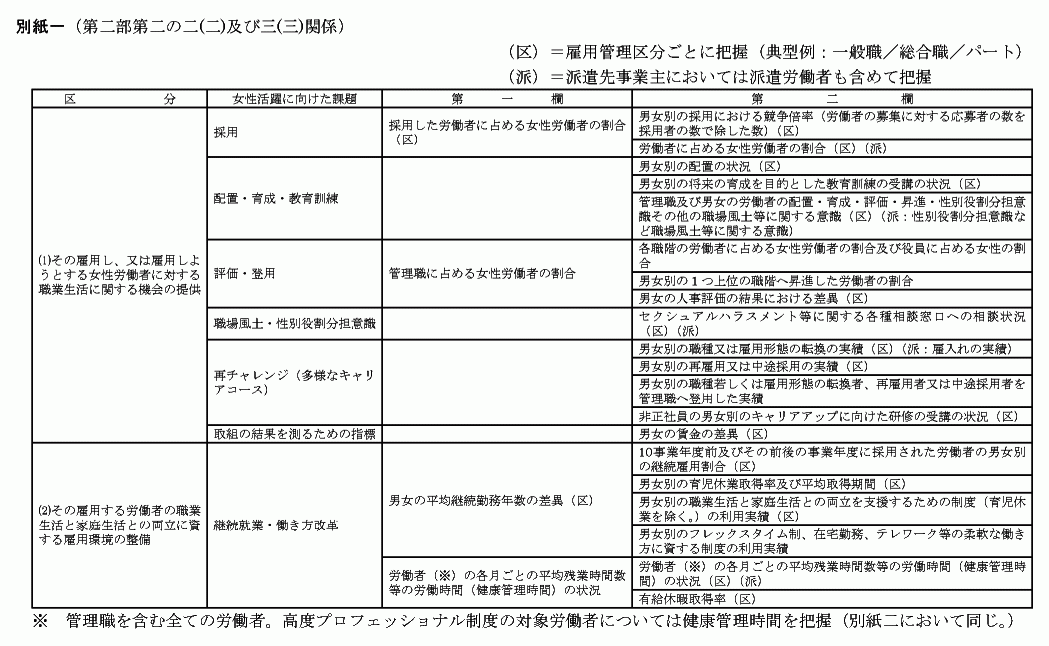 別紙一（第二部第二の二(二)及び三(三)関係）
（区）＝雇用管理区分ごとに把握（典型例：一般職／総合職／パート）
（派）＝派遣先事業主においては派遣労働者も含めて把握
区　分
女性活躍に向けた課題
第　一　欄
第　二　欄
(1)その雇用し、又は雇用しよ
うとする女性労働者に対する
職業生活に関する機会の提供
採用
採用した労働者に占める女性労働者の割合
（区）
男女別の採用における競争倍率（労働者の募集に対する応募者の数を
採用者の数で除した数）（区）
労働者に占める女性労働者の割合（区）（派）
配置・育成・教育訓練
男女別の配置の状況（区）
男女別の将来の育成を目的とした教育訓練の受講の状況（区）
管理職及び男女の労働者の配置・育成・評価・昇進・性別役割分担意
識その他の職場風土等に関する意識（区）（派：性別役割分担意識な
ど職場風土等に関する意識）
評価・登用
管理職に占める女性労働者の割合
各職階の労働者に占める女性労働者の割合及び役員に占める女性の割
合
男女別の１つ上位の職階へ昇進した労働者の割合
男女の人事評価の結果における差異（区）
職場風土・性別役割分担意識
セクシュアルハラスメント等に関する各種相談窓口への相談状況
（区）（派）
再チャレンジ（多様なキャリ
アコース）
男女別の職種又は雇用形態の転換の実績（区）（派：雇入れの実績）
男女別の再雇用又は中途採用の実績（区）
男女別の職種若しくは雇用形態の転換者、再雇用者又は中途採用者を
管理職へ登用した実績
非正社員の男女別のキャリアアップに向けた研修の受講の状況（区）
取組の結果を測るための指標
男女の賃金の差異（区）
(2)その雇用する労働者の職業
生活と家庭生活との両立に資
する雇用環境の整備
継続就業・働き方改革
男女の平均継続勤務年数の差異（区）
10事業年度前及びその前後の事業年度に採用された労働者の男女別
の継続雇用割合（区）
男女別の育児休業取得率及び平均取得期間（区）
男女別の職業生活と家庭生活との両立を支援するための制度（育児休
業を除く。）の利用実績（区）
男女別のフレックスタイム制、在宅勤務、テレワーク等の柔軟な働き
方に資する制度の利用実績
労働者（※）の各月ごとの平均残業時間数
等の労働時間（健康管理時間）の状況
労働者（※）の各月ごとの平均残業時間数等の労働時間（健康管理時
間）の状況（区）（派）
有給休暇取得率（区）
※　管理職を含む全ての労働者。高度プロフェッショナル制度の対象労働者については健康管理時間を把握（別紙二において同じ。）